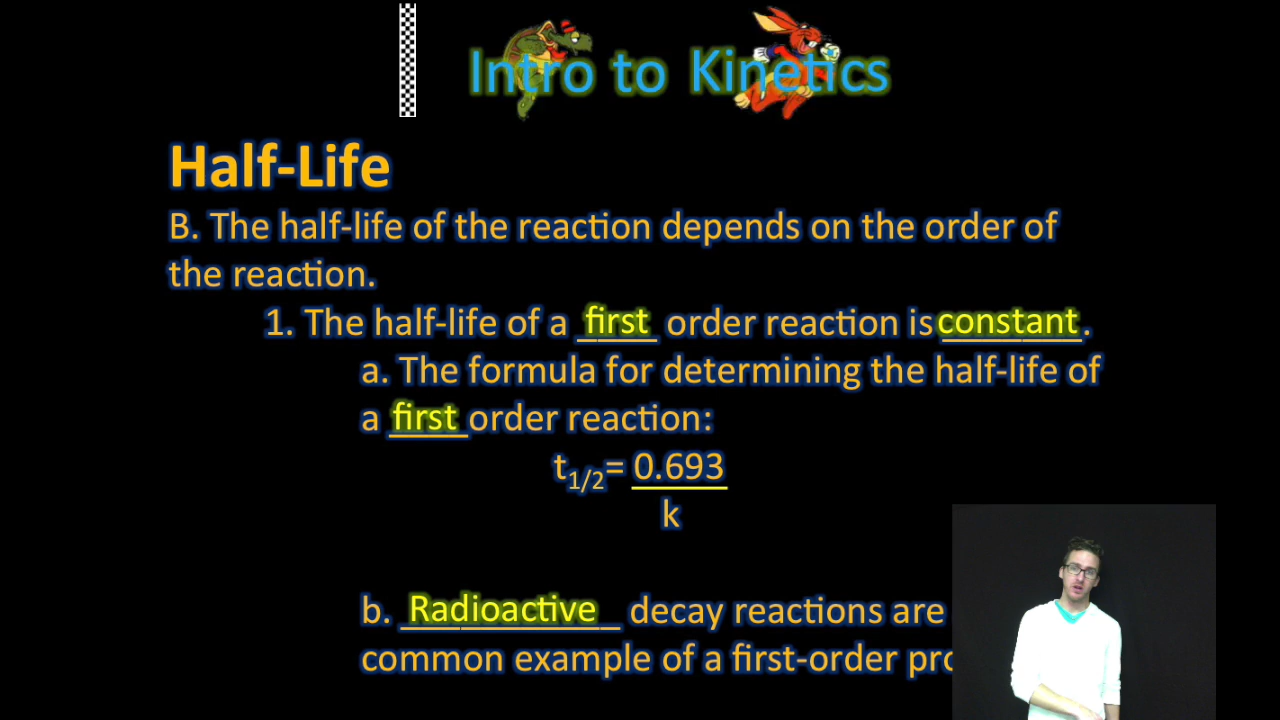 Intro to Kinetics
Half-Life
B. The half-life of the reaction depends on the order of
the reaction.
1. The half-life of a first order reaction is constant.
a. The formula for determining the half-life of
a first order reaction:
t1/2= 0.693
k
b. Radioactive decay reactions are
common example of a first-order